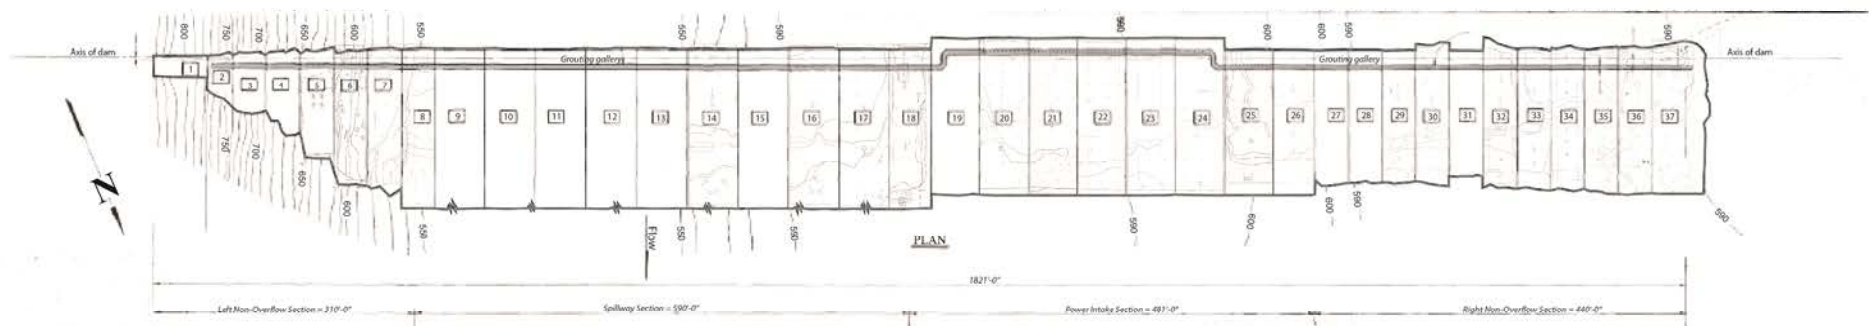 800 750 700 650 600 550 550 590 560 600 600 590 590
Axis of dam Grouting gallery Grouting gallery Axis of dam
1 2 3 4 5 6 7
8 9 10 11 12 13 14 15 16 17 18 19 20 21 22 23 24 25 26 27 28 29 30 31 32 33 34 35 36 37
750 700 650 600 550 550 550 590 600 600 590 590
N
Flow
PLAN
1821'-0"
Left Non-Overflow Section = 310'-0" Spillway Section = 590'-0" Power Intake Section = 481'-0" Right Non-Overflow Section = 440'-0"